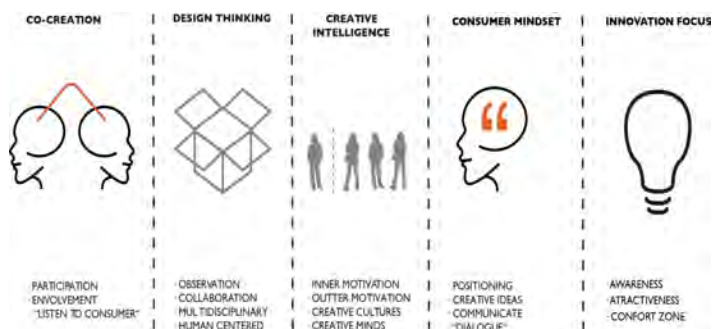 CO-CREATION
DESIGN THINKING
CREATIVE
INTELLIGENCE
CONSUMER MINDSET
INNOVATION FOCUS
“
· PARTICIPATION
· ENVOLVEMENT
· "LISTEN TO CONSUMER"
· OBSERVATION
· COLLABORATION
· MULTIDISCIPLINARY
· HUMAN CENTERED
· INNER MOTIVATION
· OUTTER MOTIVATION
· CREATIVE CULTURES
· CREATIVE MINDS
· POSITIONING
· CREATIVE IDEAS
· COMMUNICATE
· "DIALOGUE"
· AWARENESS
· ATRACTIVENESS
· CONFORT ZONE